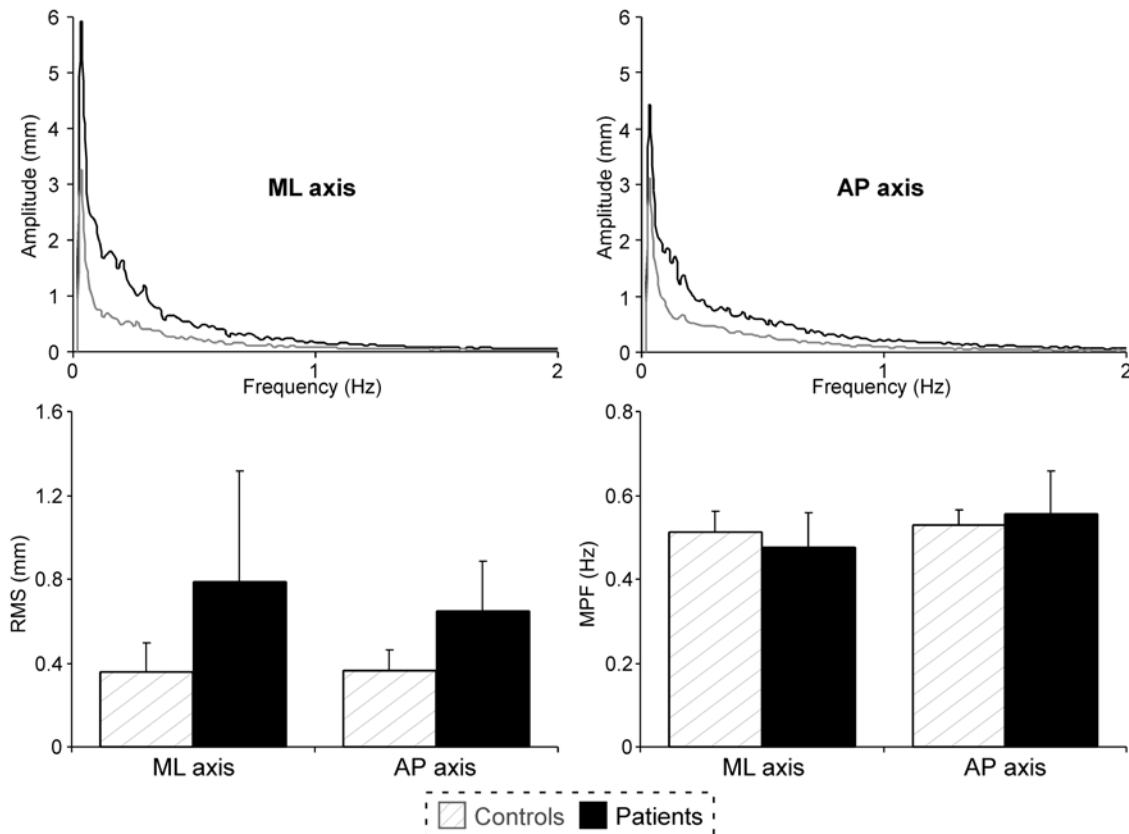 6
5
4
3
2
1
0
Amplitude (mm)
ML axis
0 1 2
Frequency (Hz)
6
5
4
3
2
1
0
Amplitude (mm)
AP axis
0 1 2
Frequency (Hz)
1.6
1.2
0.8
0.4
0
RMS (mm)
ML axis AP axis
0.8
0.6
0.4
0.2
0
MPF (Hz)
ML axis AP axis
Controls Patients